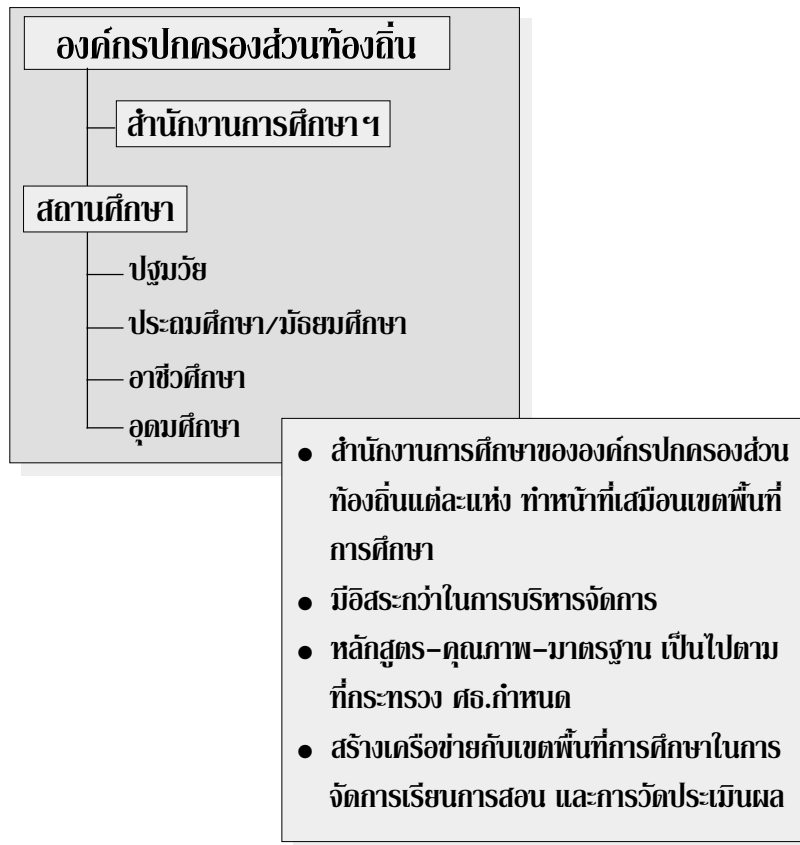 องค์กรปกครองส่วนท้องถิ่น
สำนักงานการศึกษา ฯ
สถานศึกษา
ปฐมวัย
ประถมศึกษา/มัธยมศึกษา
อาชีวศึกษา
อุดมศึกษา
● สำนักงานการศึกษาขององค์กรปกครองส่วน
ท้องถิ่นแต่ละแห่ง ทำหน้าที่เสมือนเขตพื้นที่
การศึกษา
● มีอิสระกว่าในการบริหารจัดการ
● หลักสูตร-คุณภาพ-มาตรฐาน เป็นไปตาม
ที่กระทรวง ศธ.กำหนด
● สร้างเครือข่ายกับเขตพื้นที่การศึกษาในการ
จัดการเรียนการสอน และการวัดประเมินผล